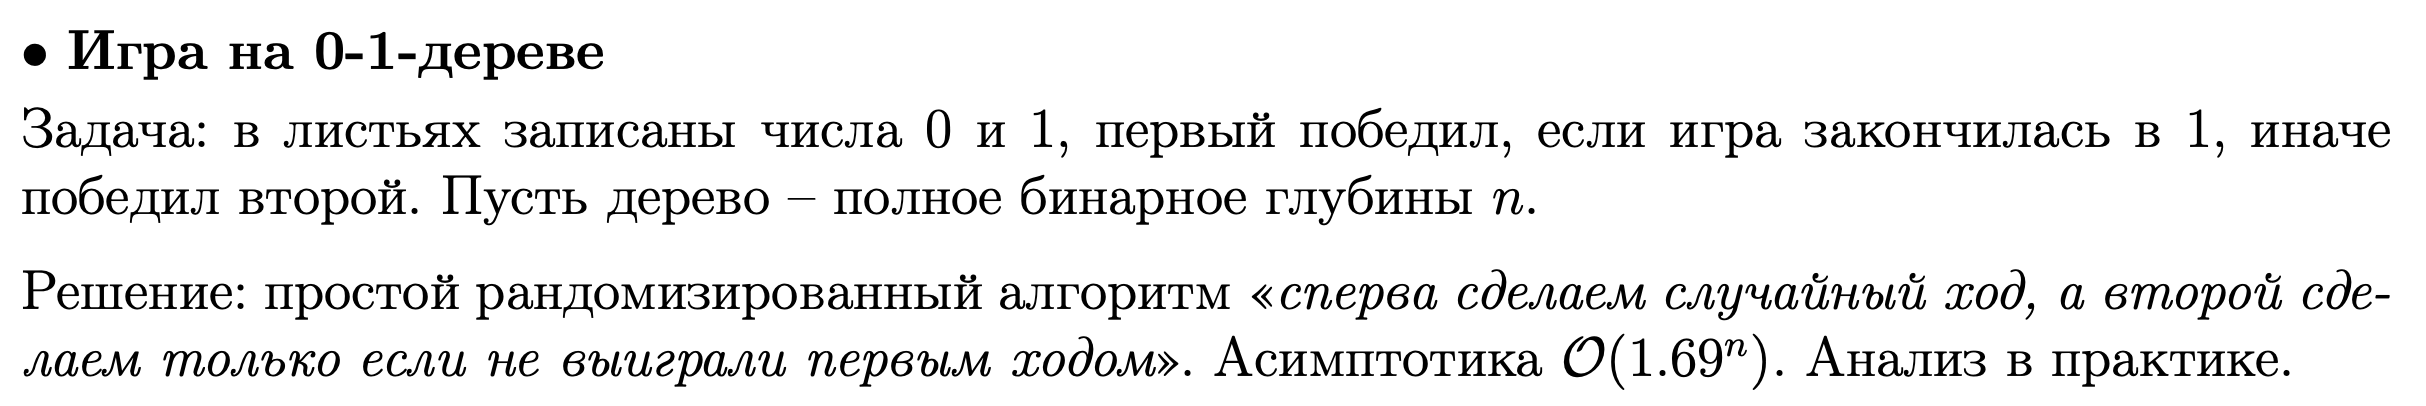 • Игра на 0-1-дереве
Задача: в листьях записаны числа 0 и 1, первый победил, если игра закончилась в 1, иначе
победил второй. Пусть дерево – полное бинарное глубины n.
Решение: простой рандомизированный алгоритм «сперва сделаем случайный ход, а второй сде-
лаем только если не выиграли первым ходом». Асимптотика 𝒪(1.69ⁿ). Анализ в практике.